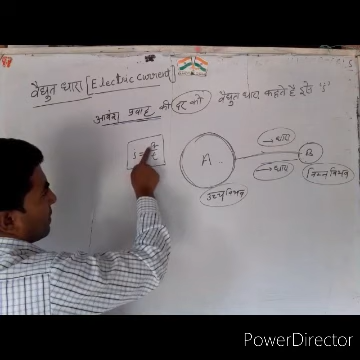 वैद्युत धारा [Electric Current]
आवेश प्रवाह की दर को वैद्युत धारा कहते है इसे 'i'
i =
A
B
→ धारा
→ धारा
उच्च विभव
निम्न विभव
PowerDirector